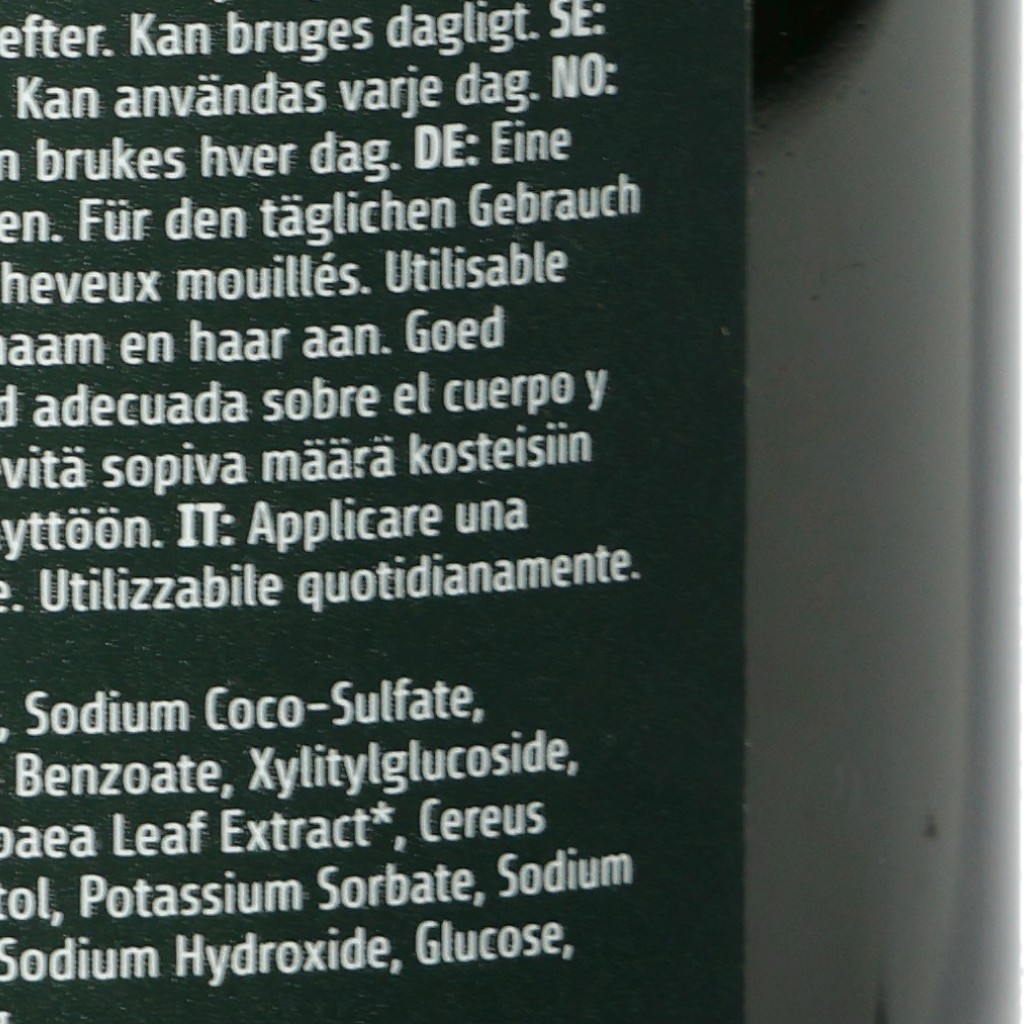 efter. Kan bruges dagligt. SE:
Kan användas varje dag. NO:
brukes hver dag. DE: Eine
en. Für den täglichen Gebrauch
heveux mouillés. Utilisable
aam en haar aan. Goed
d adecuada sobre el cuerpo y
vitä sopiva määrä kosteisiin
yttöön. IT: Applicare una
e. Utilizzabile quotidianamente.
, Sodium Coco-Sulfate,
Benzoate, Xylitylglucoside,
paea Leaf Extract*, Cereus
tol, Potassium Sorbate, Sodium
Sodium Hydroxide, Glucose,